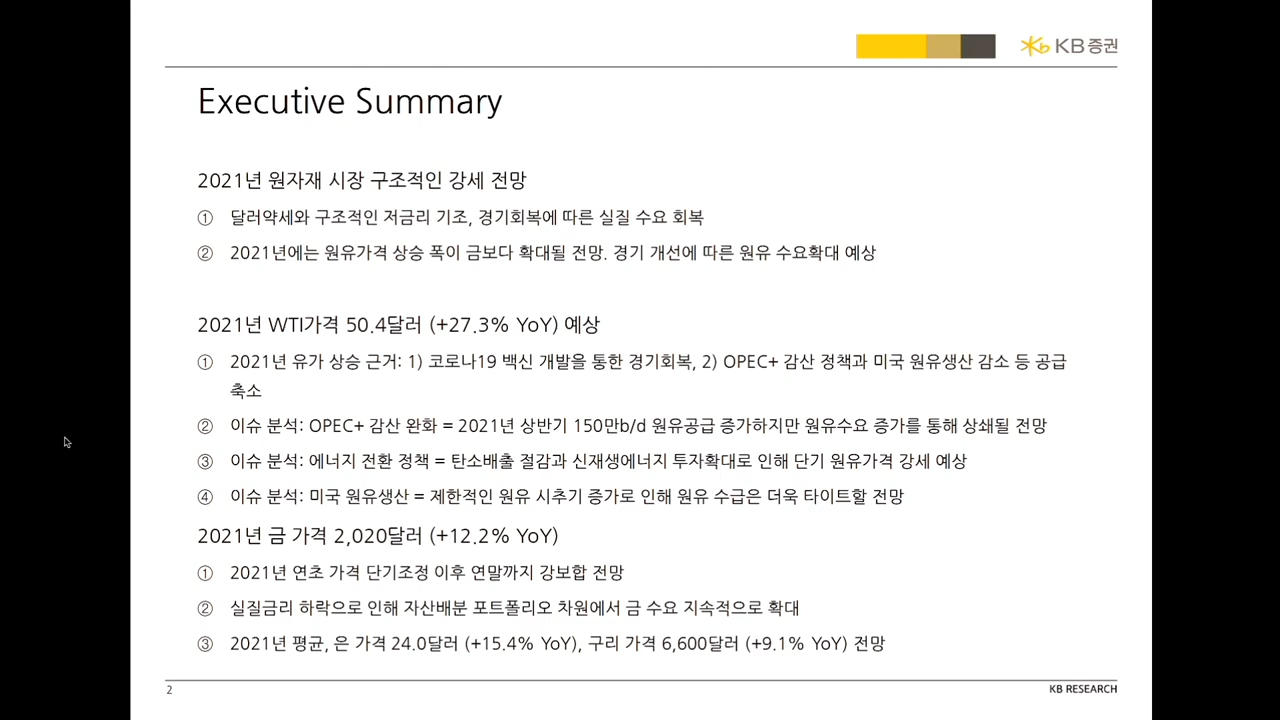 KB증권
Executive Summary
2021년 원자재 시장 구조적인 강세 전망
① 달러약세와 구조적인 저금리 기조, 경기회복에 따른 실질 수요 회복
② 2021년에는 원유가격 상승 폭이 금보다 확대될 전망. 경기 개선에 따른 원유 수요확대 예상
2021년 WTI가격 50.4달러 (+27.3% YoY) 예상
① 2021년 유가 상승 근거: 1) 코로나19 백신 개발을 통한 경기회복, 2) OPEC+ 감산 정책과 미국 원유생산 감소 등 공급
축소
② 이슈 분석: OPEC+ 감산 완화 = 2021년 상반기 150만b/d 원유공급 증가하지만 원유수요 증가를 통해 상쇄될 전망
③ 이슈 분석: 에너지 전환 정책 = 탄소배출 절감과 신재생에너지 투자확대로 인해 단기 원유가격 강세 예상
④ 이슈 분석: 미국 원유생산 = 제한적인 원유 시추기 증가로 인해 원유 수급은 더욱 타이트할 전망
2021년 금 가격 2,020달러 (+12.2% YoY)
① 2021년 연초 가격 단기조정 이후 연말까지 강보합 전망
② 실질금리 하락으로 인해 자산배분 포트폴리오 차원에서 금 수요 지속적으로 확대
③ 2021년 평균, 은 가격 24.0달러 (+15.4% YoY), 구리 가격 6,600달러 (+9.1% YoY) 전망
2
KB RESEARCH